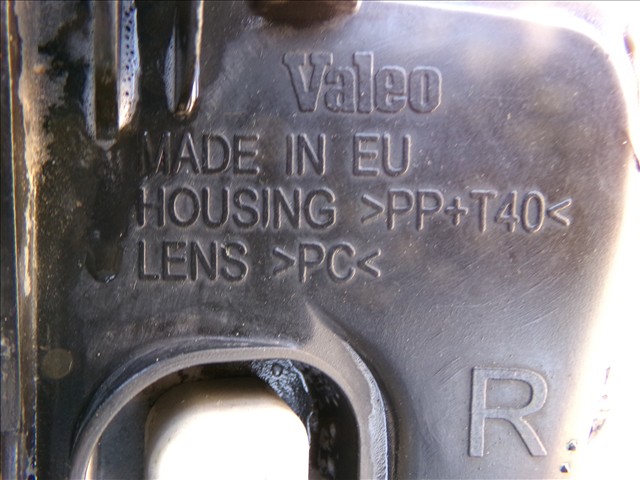 Valeo
MADE IN EU
HOUSING >PP+T40<
LENS >PC<
R